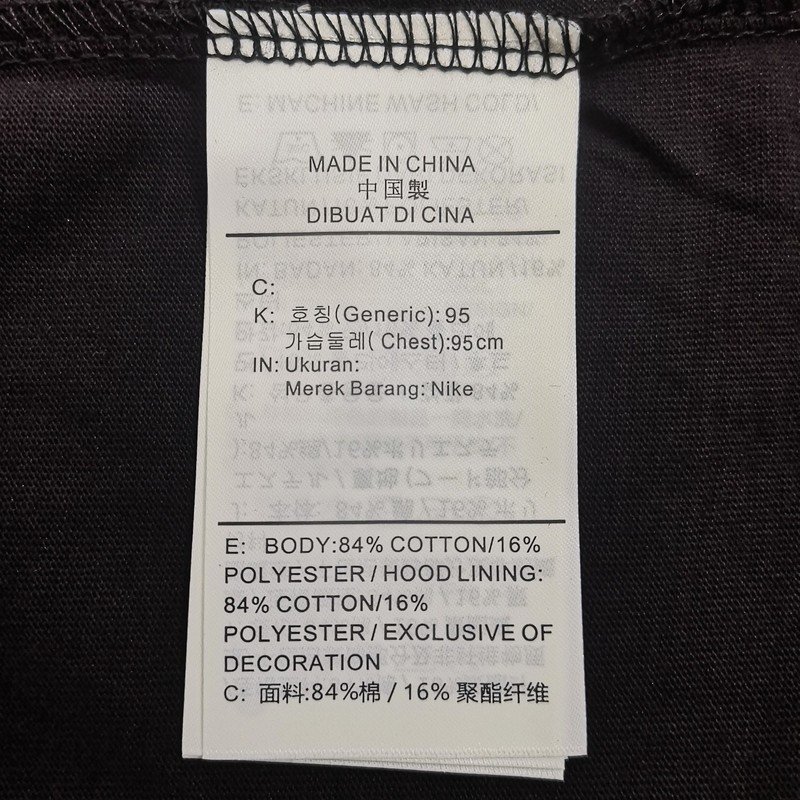 MADE IN CHINA
中国製
DIBUAT DI CINA
C:
K: 호칭(Generic): 95
가슴둘레( Chest): 95cm
IN: Ukuran:
Merek Barang: Nike
E: BODY:84% COTTON/16%
POLYESTER / HOOD LINING:
84% COTTON/16%
POLYESTER / EXCLUSIVE OF
DECORATION
C: 面料:84%棉 / 16% 聚酯纤维